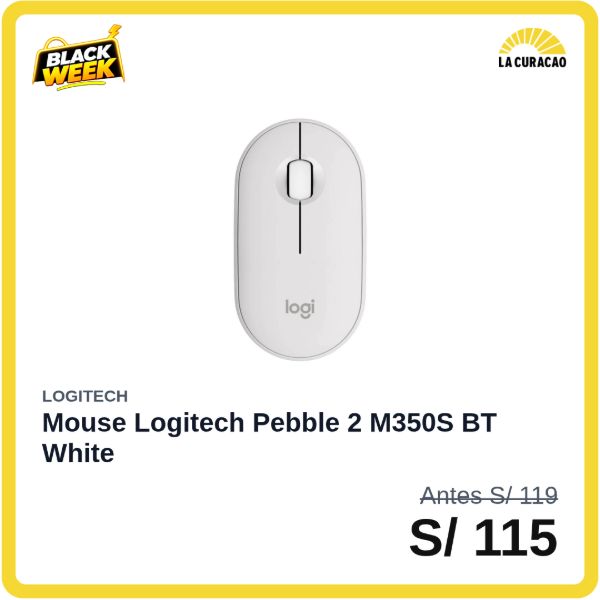 BLACK
WEEK
LA CURACAO
logi
LOGITECH
Mouse Logitech Pebble 2 M350S BT
White
Antes S/ 119
S/ 115